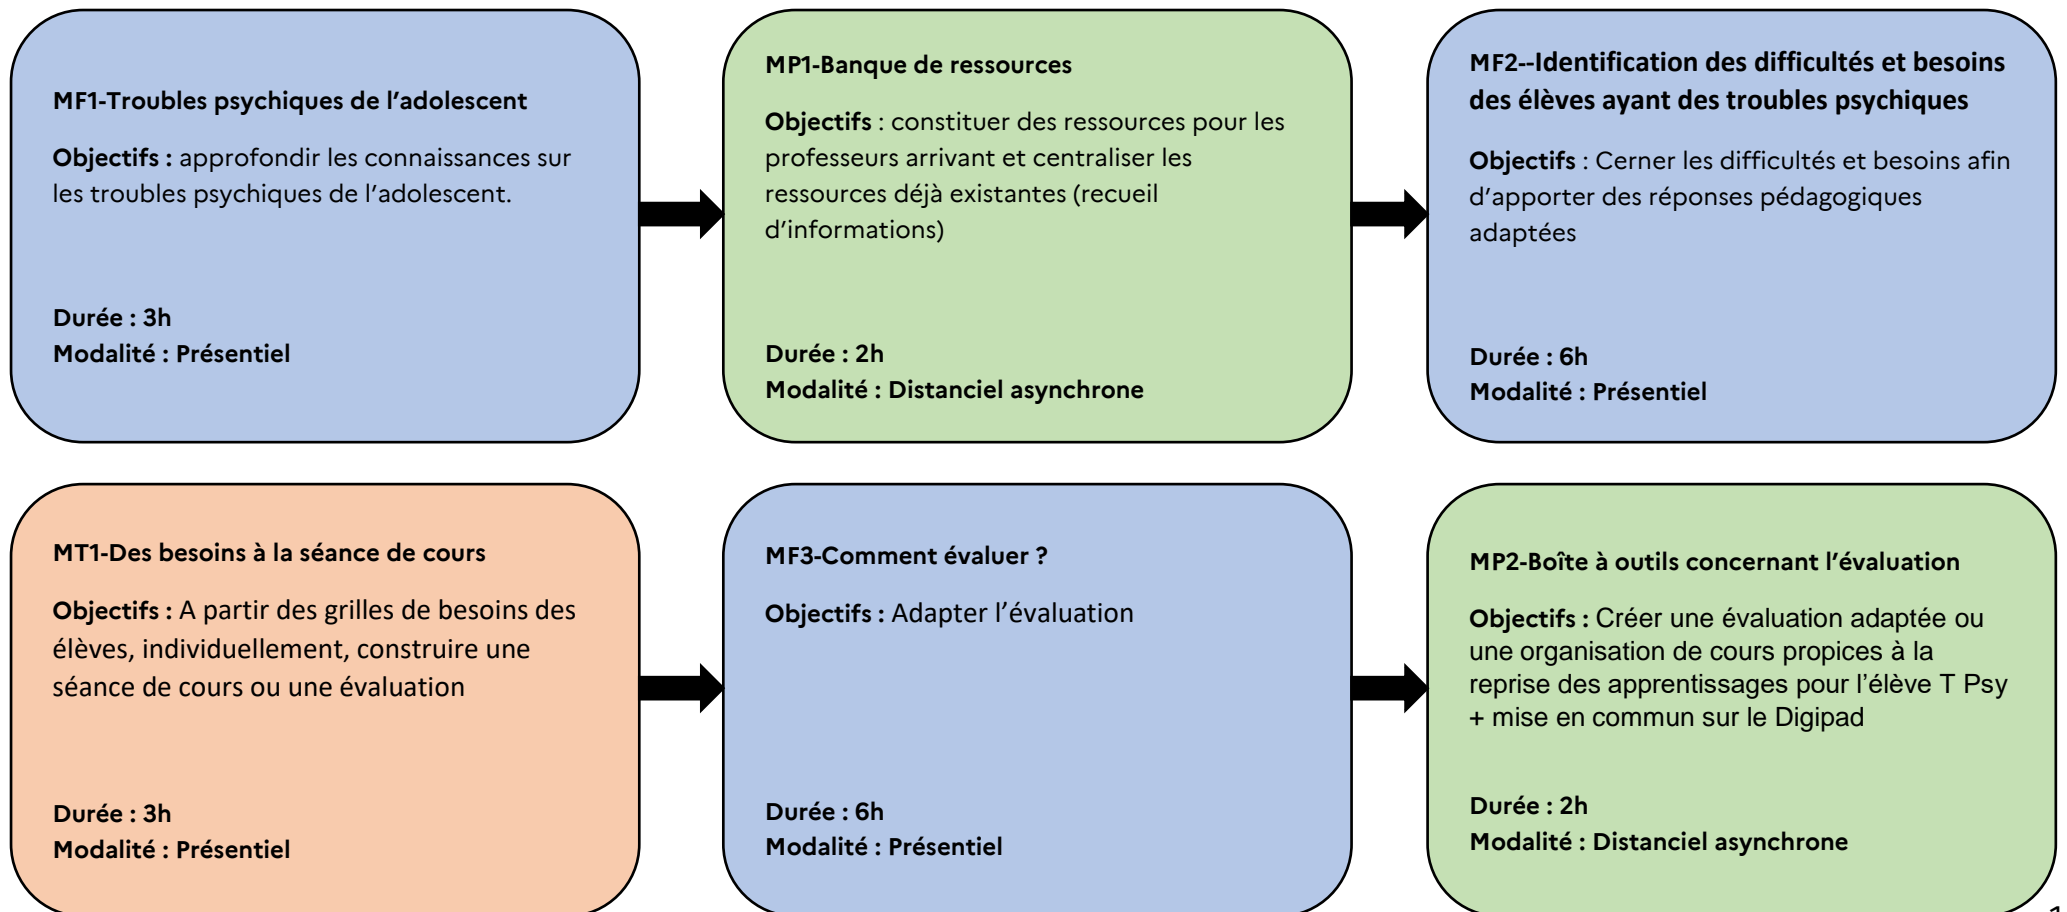 MF1-Troubles psychiques de l’adolescent
Objectifs : approfondir les connaissances sur
les troubles psychiques de l’adolescent.
Durée : 3h
Modalité : Présentiel
MP1-Banque de ressources
Objectifs : constituer des ressources pour les
professeurs arrivant et centraliser les
ressources déjà existantes (recueil
d’informations)
Durée : 2h
Modalité : Distanciel asynchrone
MF2--Identification des difficultés et besoins
des élèves ayant des troubles psychiques
Objectifs : Cerner les difficultés et besoins afin
d’apporter des réponses pédagogiques
adaptées
Durée : 6h
Modalité : Présentiel
MT1-Des besoins à la séance de cours
Objectifs : A partir des grilles de besoins des
élèves, individuellement, construire une
séance de cours ou une évaluation
Durée : 3h
Modalité : Présentiel
MF3-Comment évaluer ?
Objectifs : Adapter l’évaluation
Durée : 6h
Modalité : Présentiel
MP2-Boîte à outils concernant l’évaluation
Objectifs : Créer une évaluation adaptée ou
une organisation de cours propices à la
reprise des apprentissages pour l’élève T Psy
+ mise en commun sur le Digipad
Durée : 2h
Modalité : Distanciel asynchrone